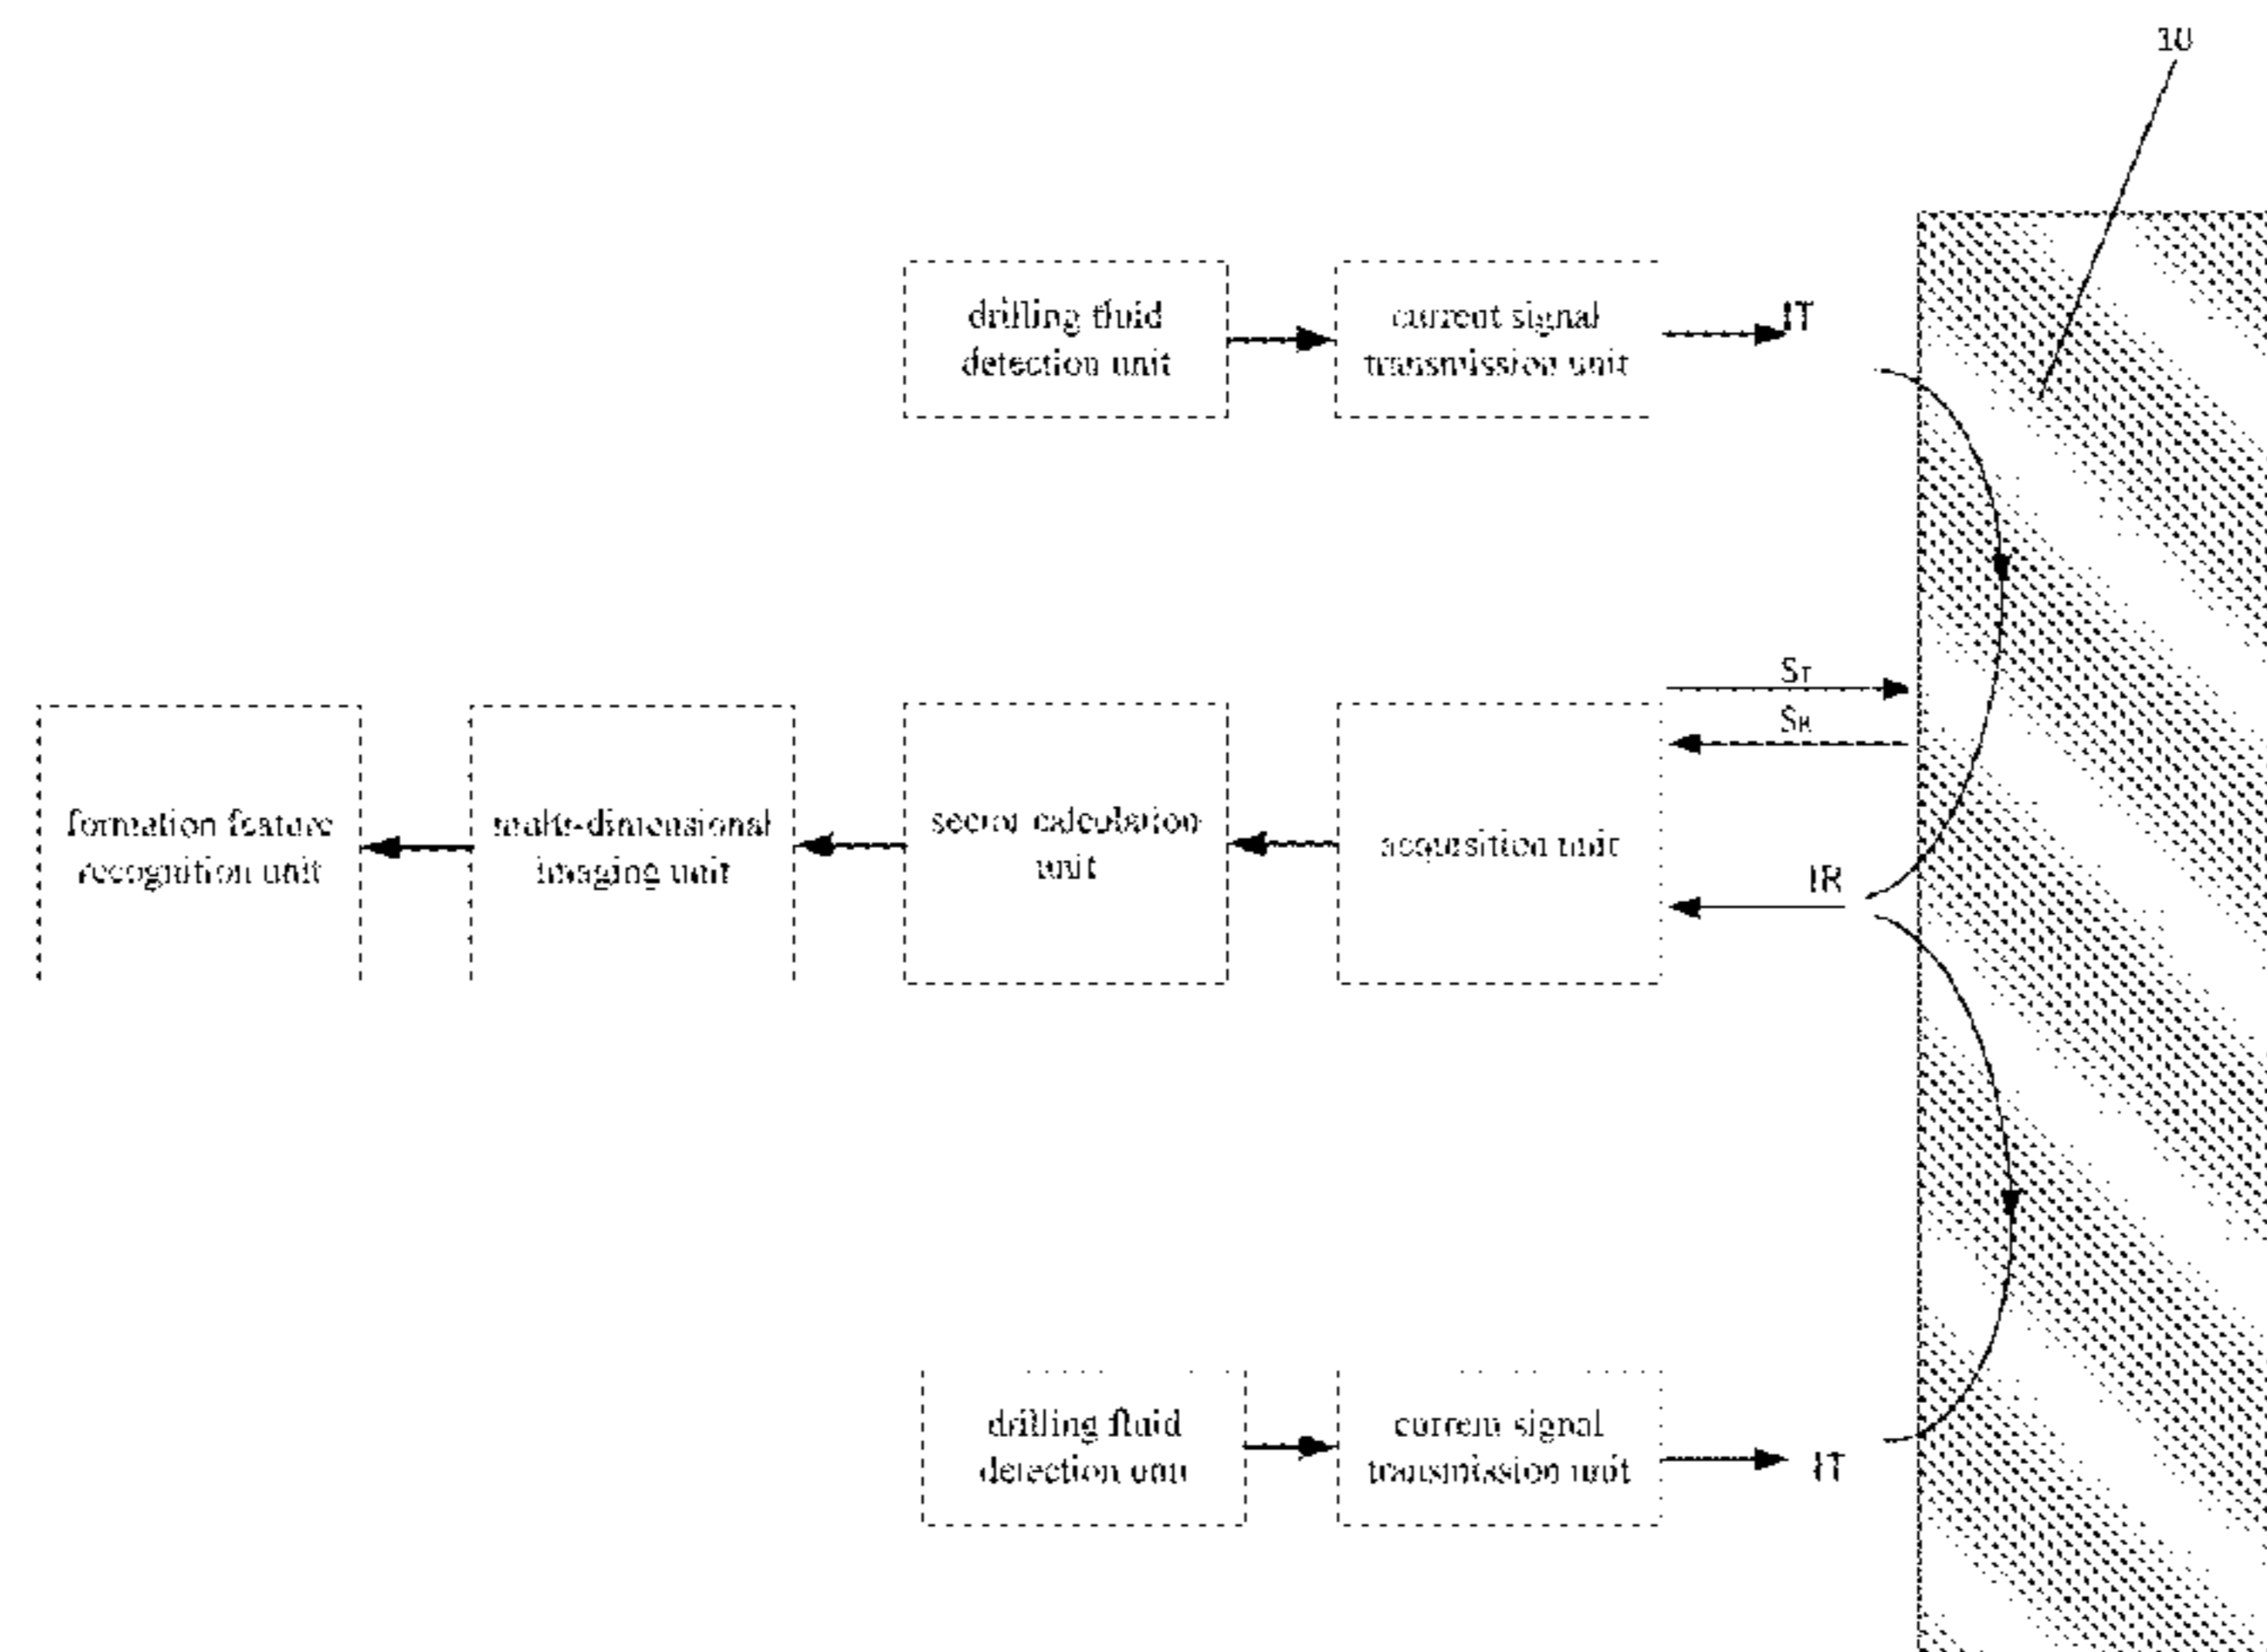 10
drilling fluid
detection unit
current signal
transmission unit
IT
ST
SR
formation feature
recognition unit
multi-dimensional
imaging unit
sector calculation
unit
acquisition unit
IR
drilling fluid
detection unit
current signal
transmission unit
IT